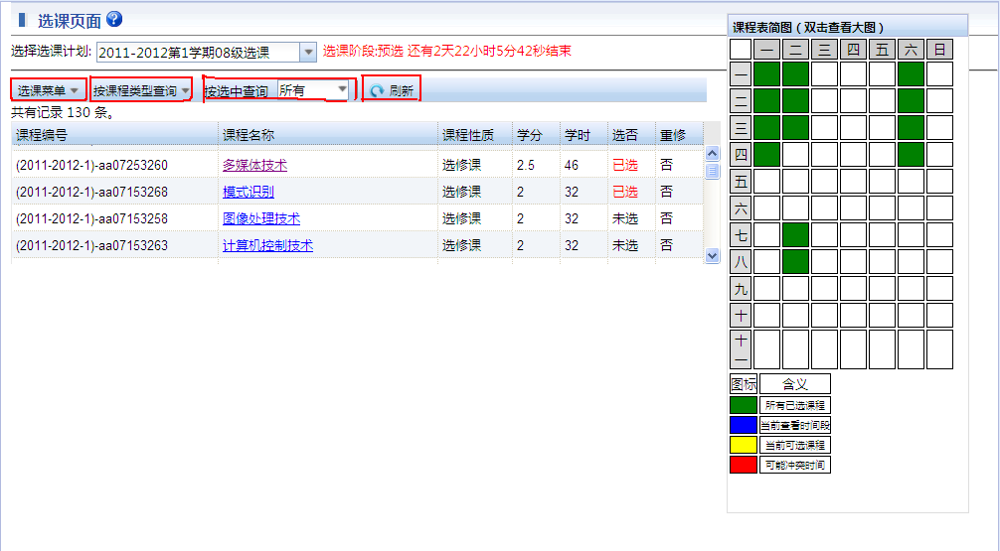 选课页面 ?
选择选课计划: 2011-2012第1学期08级选课 选课阶段:预选 还有2天22小时5分42秒结束
选课菜单 按课程类型查询 按选中查询 所有 刷新
共有记录 130 条。
课程编号 课程名称 课程性质 学分 学时 选否 重修
(2011-2012-1)-aa07253260 多媒体技术 选修课 2.5 46 已选 否
(2011-2012-1)-aa07153268 模式识别 选修课 2 32 已选 否
(2011-2012-1)-aa07153258 图像处理技术 选修课 2 32 未选 否
(2011-2012-1)-aa07153263 计算机控制技术 选修课 2 32 未选 否
课程表简图(双击查看大图)
一 二 三 四 五 六 日
一
二
三
四
五
六
七
八
九
十
十
一
图标 含义
所有已选课程
当前查看时间段
当前可选课程
可能冲突时间